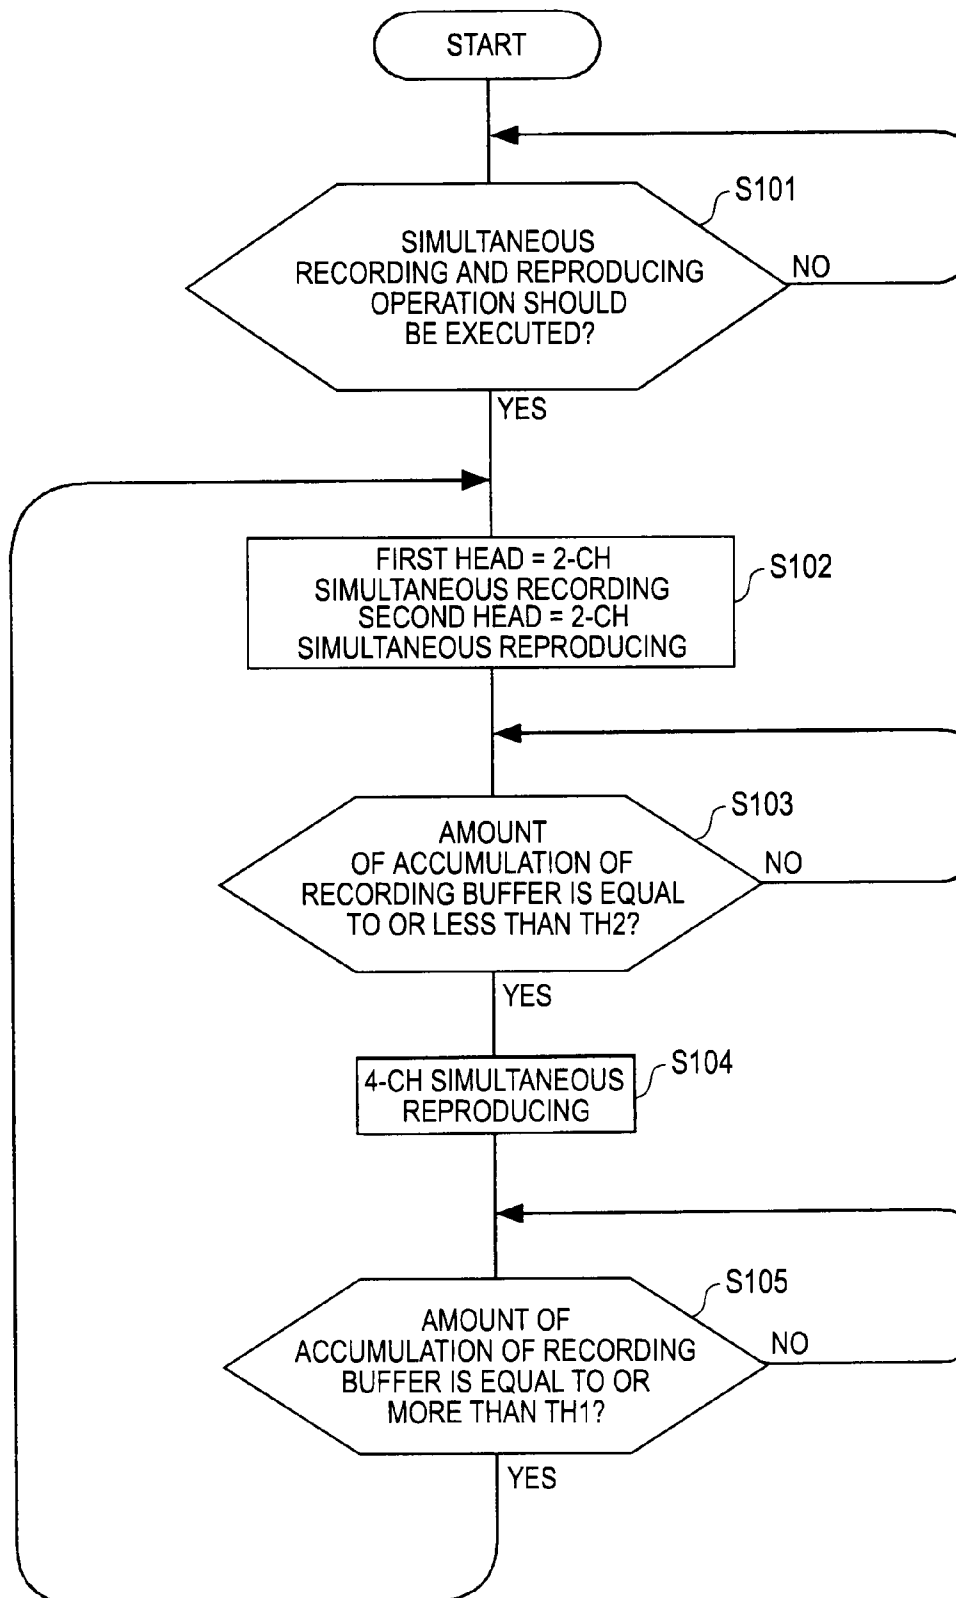 START
S101
SIMULTANEOUS
RECORDING AND REPRODUCING
OPERATION SHOULD
BE EXECUTED?
NO
YES
S102
FIRST HEAD = 2-CH
SIMULTANEOUS RECORDING
SECOND HEAD = 2-CH
SIMULTANEOUS REPRODUCING
S103
AMOUNT
OF ACCUMULATION OF
RECORDING BUFFER IS EQUAL
TO OR LESS THAN TH2?
NO
YES
S104
4-CH SIMULTANEOUS
REPRODUCING
S105
AMOUNT OF
ACCUMULATION OF RECORDING
BUFFER IS EQUAL TO OR
MORE THAN TH1?
NO
YES